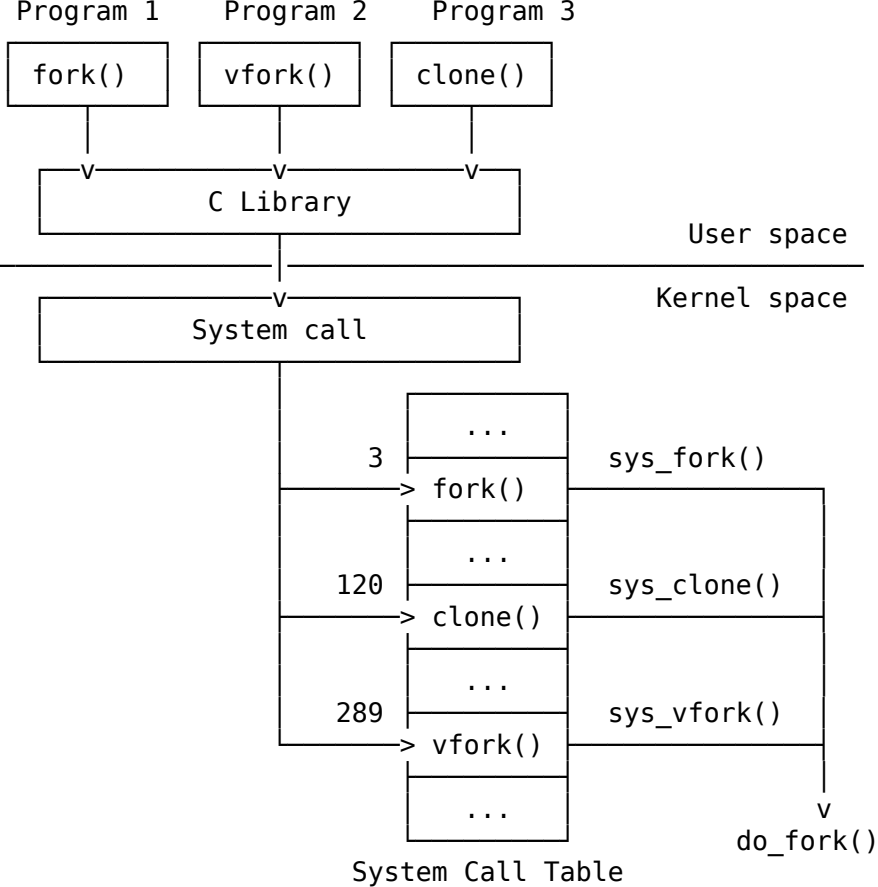 Program 1    Program 2    Program 3
fork()    vfork()    clone()
C Library
User space
Kernel space
System call
...
3    sys_fork()
fork()
...
120    sys_clone()
clone()
...
289    sys_vfork()
vfork()
...
do_fork()
System Call Table